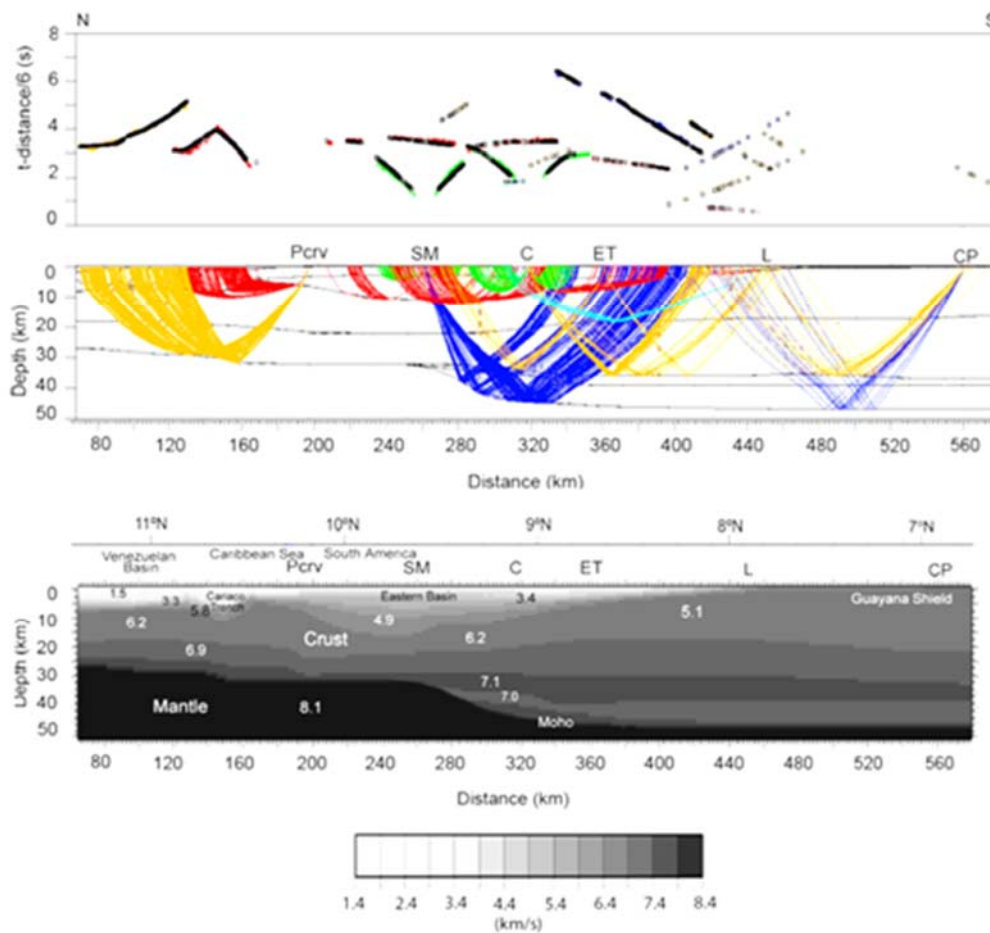 N S
t-distance/6 (s)
8
6
4
2
0
Pcrv SM C ET L CP
Depth (km)
0
10
20
30
40
50
80 120 160 200 240 280 320 360 400 440 480 520 560
Distance (km)
11ºN 10ºN 9ºN 8ºN 7ºN
Venezuelan Basin
Caribbean Sea
South America
Pcrv SM C ET L CP
Depth (km)
0
10
20
30
40
50
1.5
3.3
5.8
Cariaco Trench
Eastern Basin
3.4
5.1
Guayana Shield
6.2
4.9
6.2
Crust
6.9
7.1
7.0
Mantle
8.1
Moho
80 120 160 200 240 280 320 360 400 440 480 520 560
Distance (km)
1.4 2.4 3.4 4.4 5.4 6.4 7.4 8.4
(km/s)